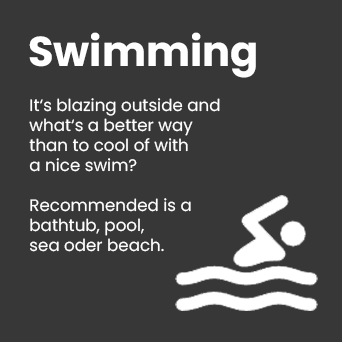 Swimming
It's blazing outside and
what's a better way
than to cool of with
a nice swim?
Recommended is a
bathtub, pool,
sea oder beach.